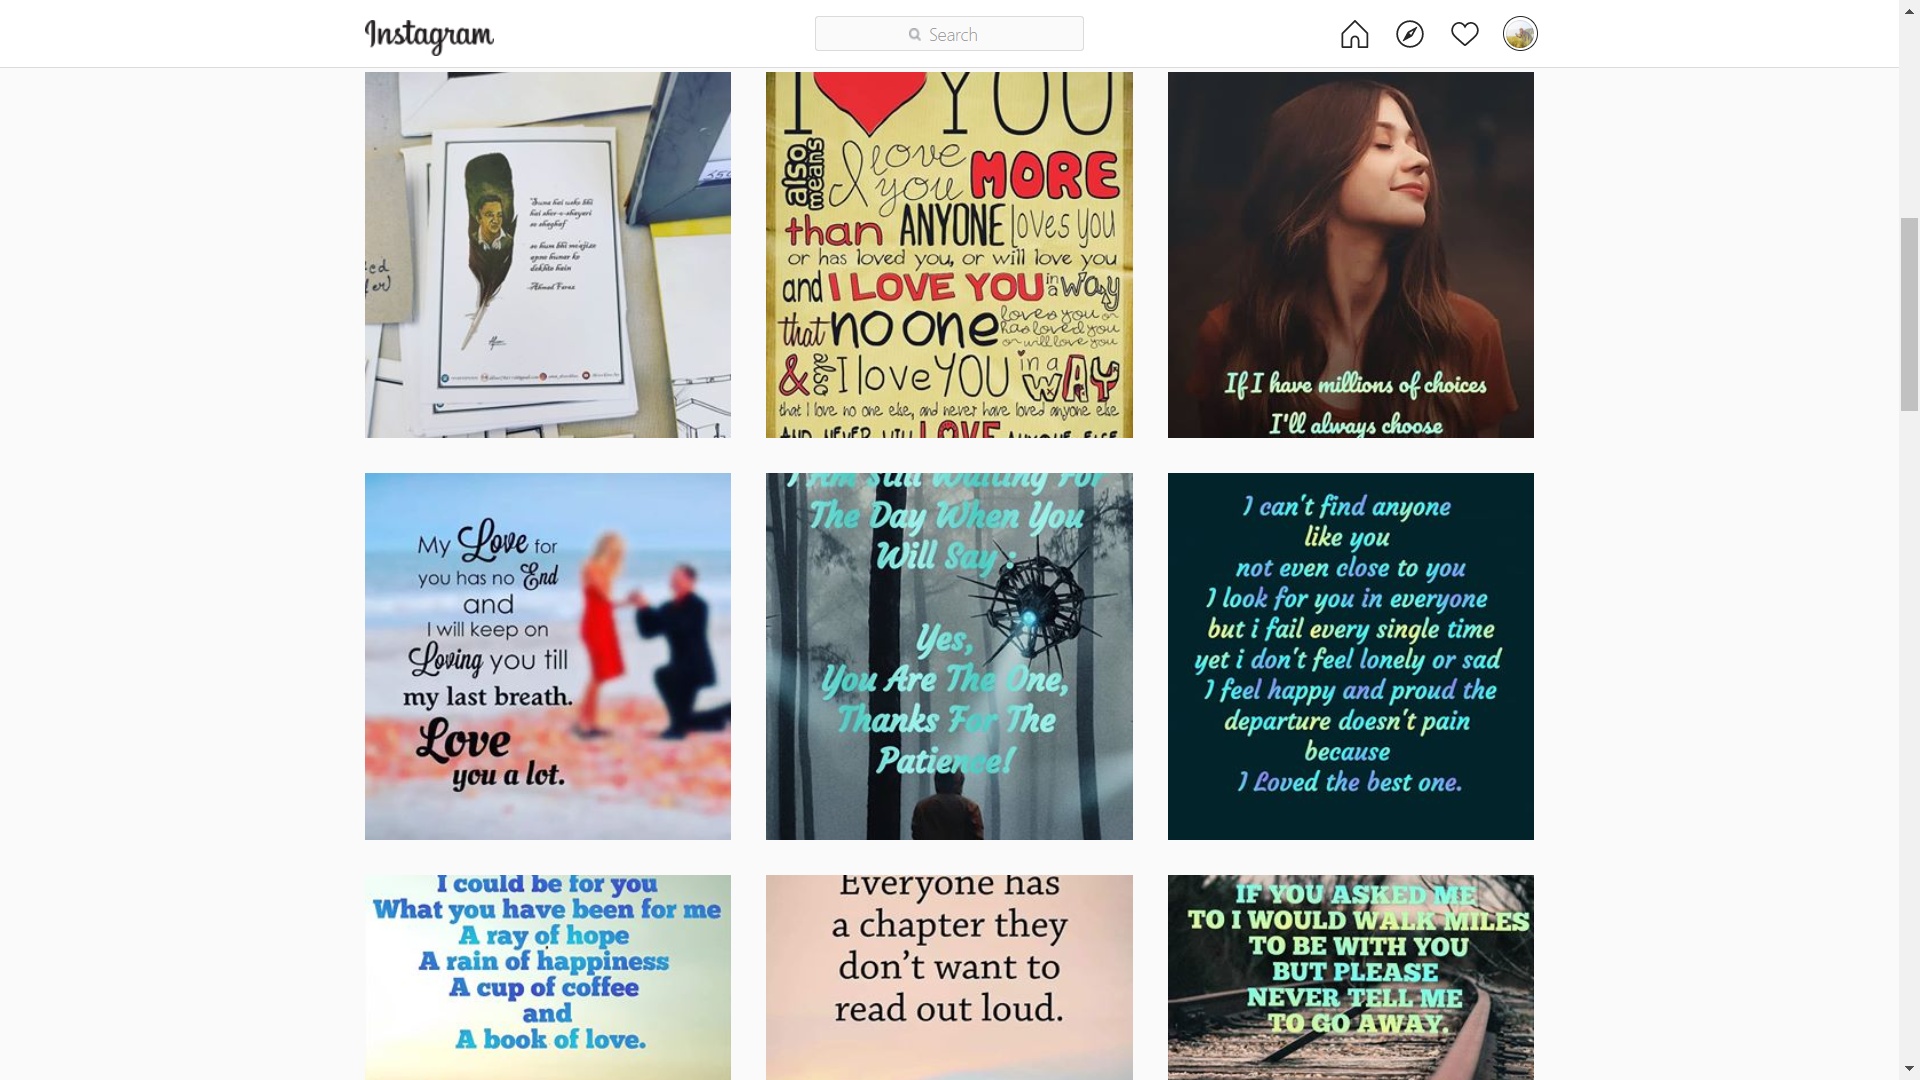 Instagram
Search
"Suna hai usko bhi
hai sher-o-shayari
se shaghaf
so hum bhi mo'ajize
apne hunar ke
dekhte hain
-Ahmad Faraz
I YOU
also means I love you MORE
than ANYONE loves you
or has loved you, or will love you
and I LOVE YOU in a way
that no one loves you or
has loved you
or will love you
& also I love YOU in a WAY
that I love no one else, and never have loved anyone else
AND NEVER WILL LOVE ANYONE ELSE
If I have millions of choices
I'll always choose
My Love for
you has no End
and
I will keep on
Loving you till
my last breath.
Love
you a lot.
I Am Still Waiting For
The Day When You
Will Say :
Yes,
You Are The One,
Thanks For The
Patience!
I can't find anyone
like you
not even close to you
I look for you in everyone
but i fail every single time
yet i don't feel lonely or sad
I feel happy and proud the
departure doesn't pain
because
I Loved the best one.
I could be for you
What you have been for me
A ray of hope
A rain of happiness
A cup of coffee
and
A book of love.
Everyone has
a chapter they
don't want to
read out loud.
IF YOU ASKED ME
TO I WOULD WALK MILES
TO BE WITH YOU
BUT PLEASE
NEVER TELL ME
TO GO AWAY.